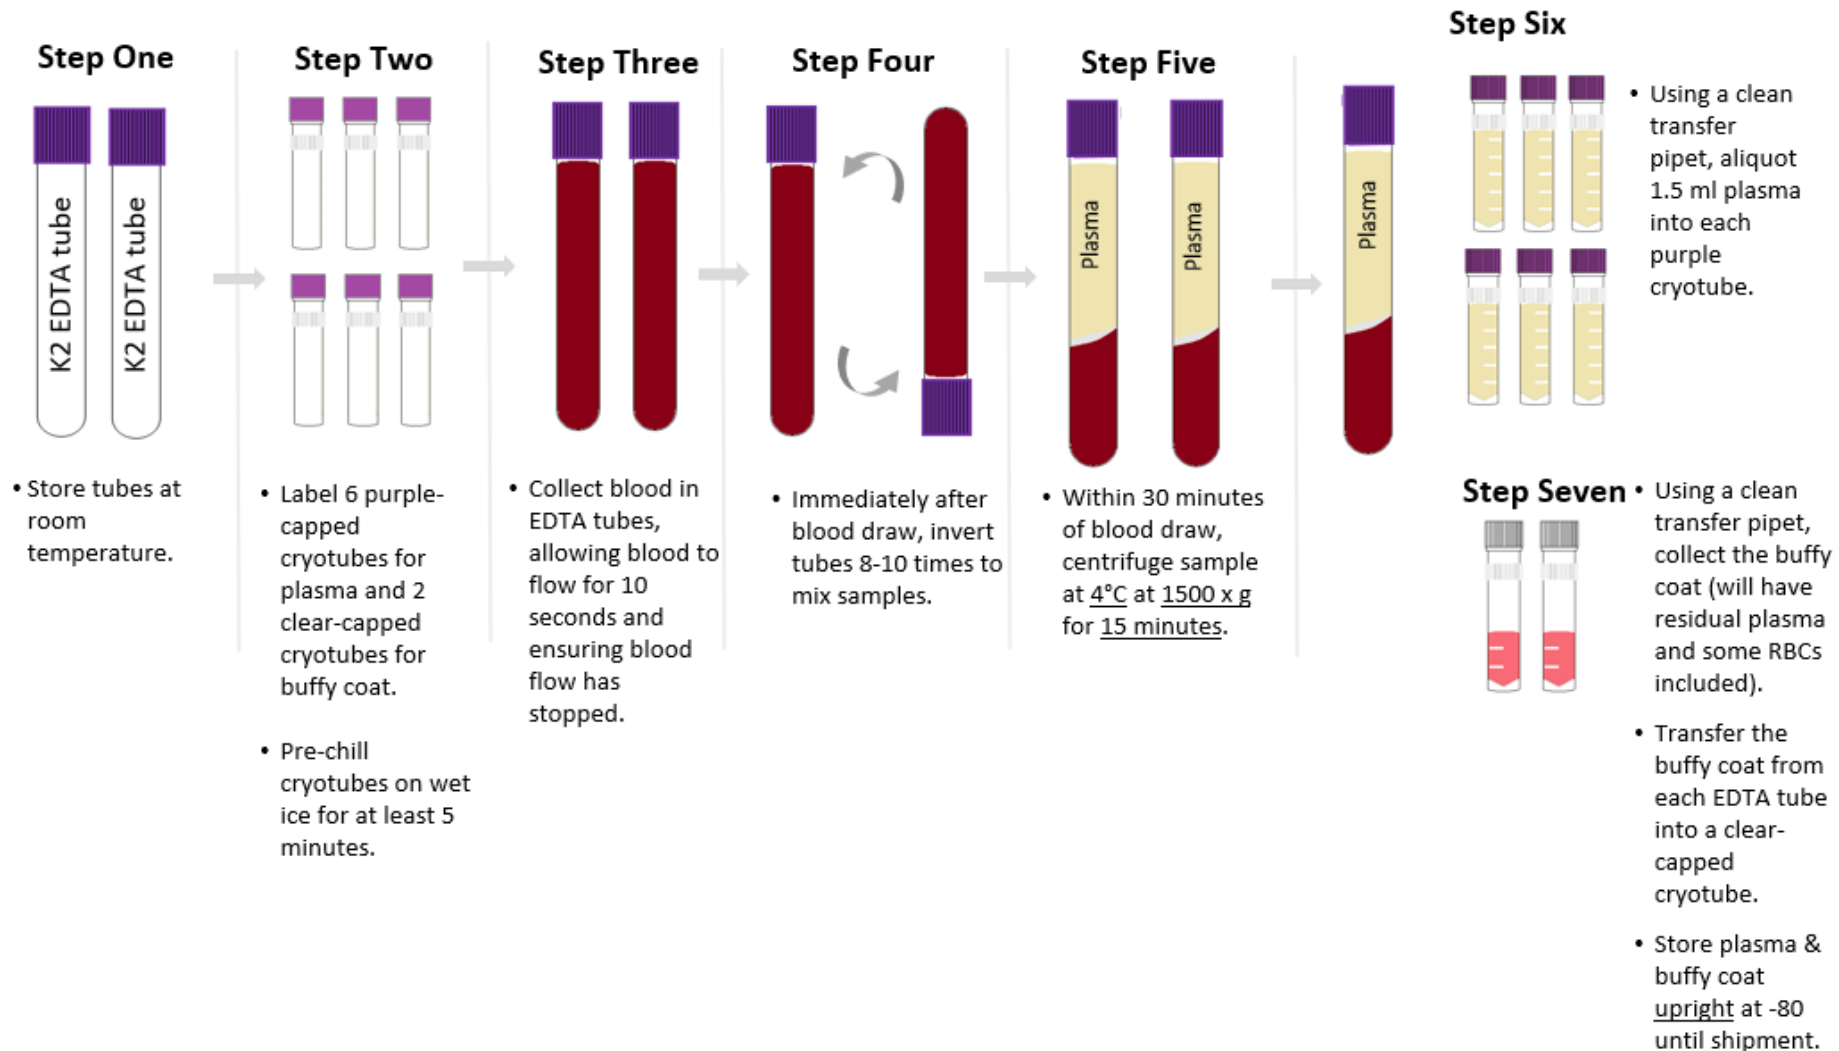 Step One
K2 EDTA tube
K2 EDTA tube
• Store tubes at
room
temperature.
Step Two
• Label 6 purple-
capped
cryotubes for
plasma and 2
clear-capped
cryotubes for
buffy coat.
• Pre-chill
cryotubes on wet
ice for at least 5
minutes.
Step Three
• Collect blood in
EDTA tubes,
allowing blood to
flow for 10
seconds and
ensuring blood
flow has
stopped.
Step Four
• Immediately after
blood draw, invert
tubes 8-10 times to
mix samples.
Step Five
Plasma
Plasma
• Within 30 minutes
of blood draw,
centrifuge sample
at 4°C at 1500 x g
for 15 minutes.
Plasma
Step Six
• Using a clean
transfer
pipet, aliquot
1.5 ml plasma
into each
purple
cryotube.
Step Seven
• Using a clean
transfer pipet,
collect the buffy
coat (will have
residual plasma
and some RBCs
included).
• Transfer the
buffy coat from
each EDTA tube
into a clear-
capped
cryotube.
• Store plasma &
buffy coat
upright at -80
until shipment.